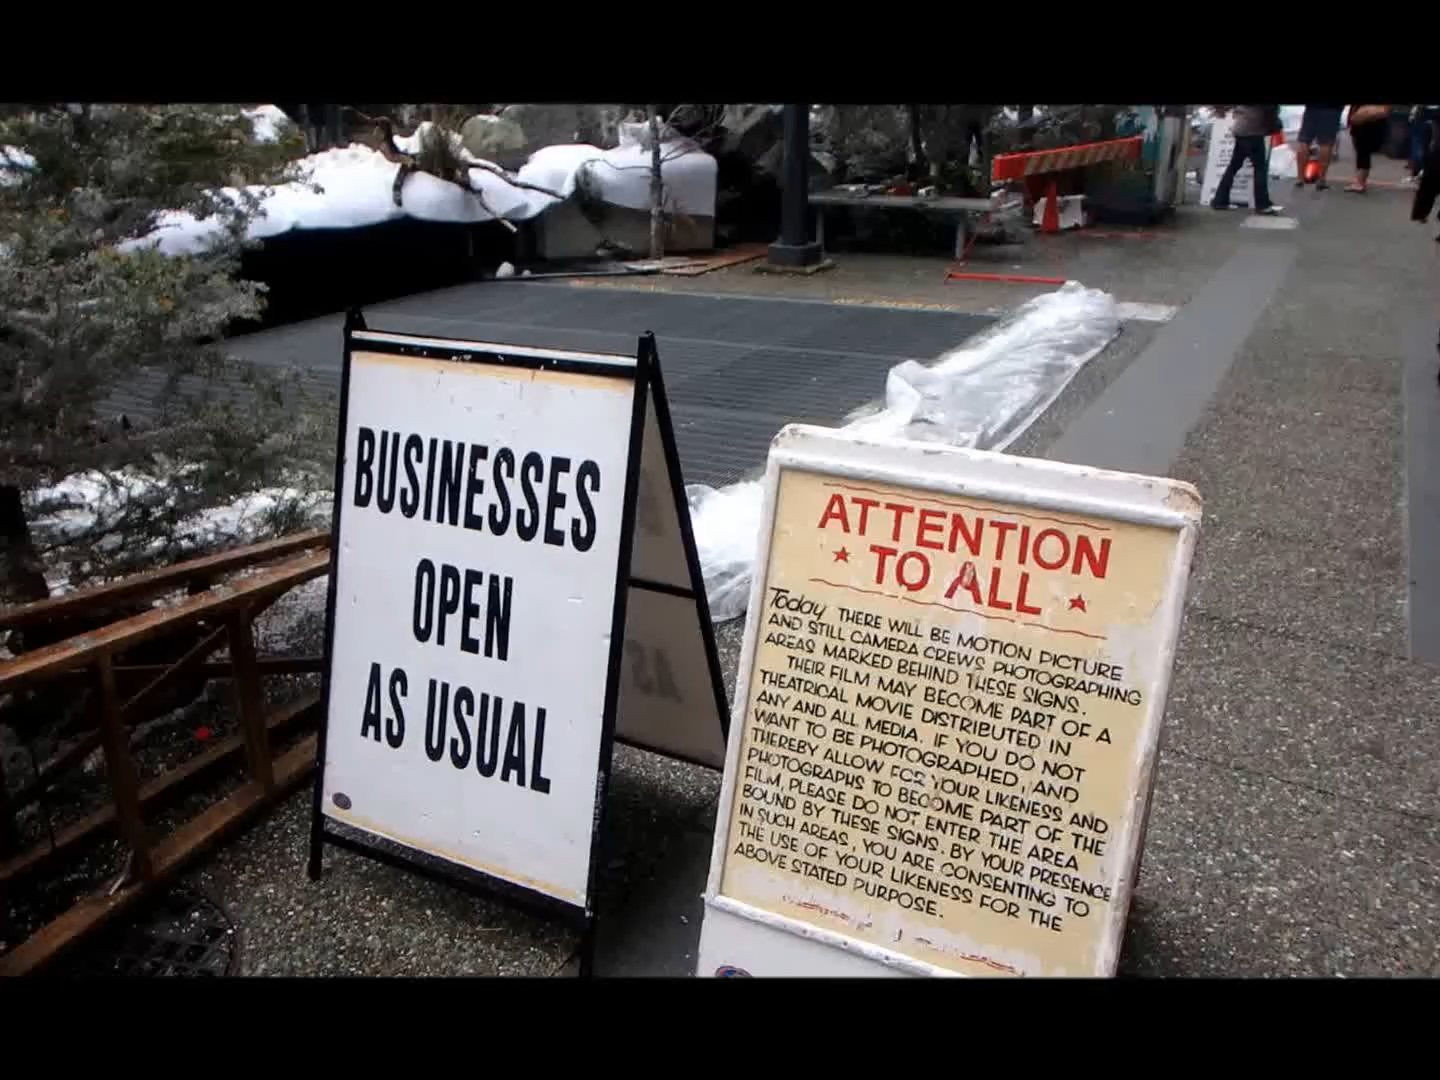 BUSINESSES
OPEN
AS USUAL
ATTENTION
TO ALL
Today THERE WILL BE MOTION PICTURE
AND STILL CAMERA CREWS PHOTOGRAPHING
AREAS MARKED BEHIND THESE SIGNS.
THEIR FILM MAY BECOME PART OF A
THEATRICAL MOVIE DISTRIBUTED IN
ANY AND ALL MEDIA. IF YOU DO NOT
WANT TO BE PHOTOGRAPHED, AND
THEREBY ALLOW FOR YOUR LIKENESS AND
PHOTOGRAPHS TO BECOME PART OF THE
FILM, PLEASE DO NOT ENTER THE AREA
BOUND BY THESE SIGNS. BY YOUR PRESENCE
IN SUCH AREAS, YOU ARE CONSENTING TO
THE USE OF YOUR LIKENESS FOR THE
ABOVE STATED PURPOSE.